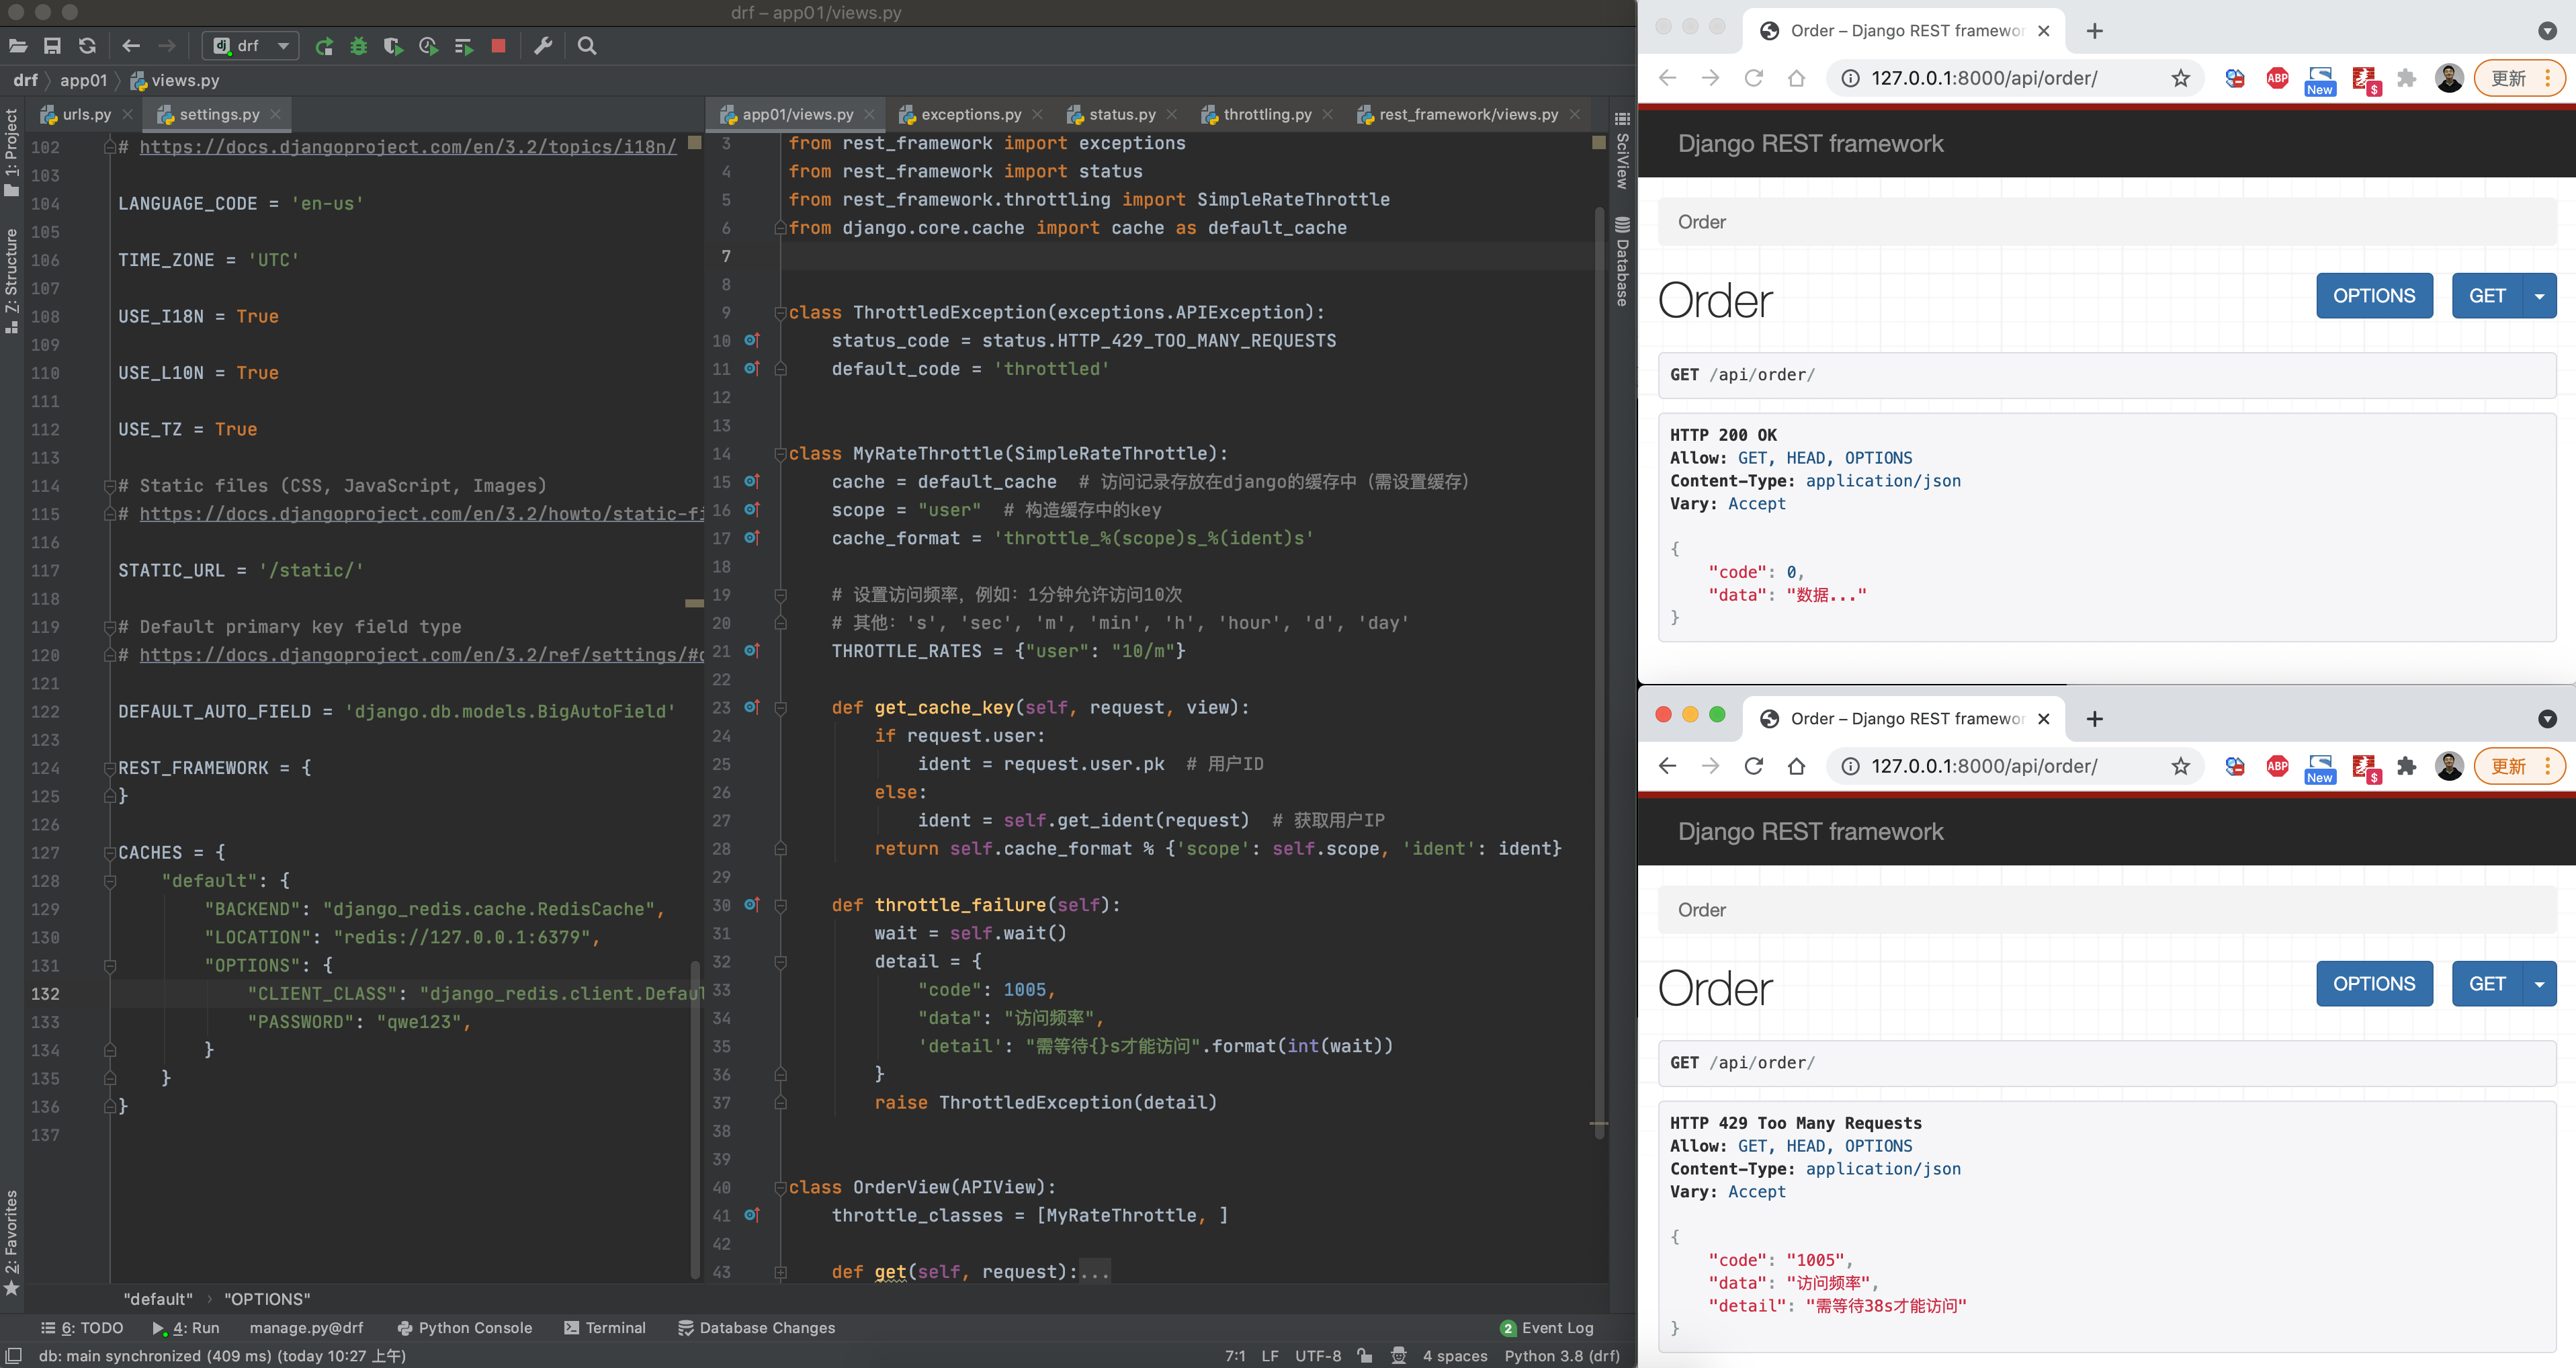 drf – app01/views.py
drf
drf
app01
views.py
1: Project
Z: Structure
2: Favorites
urls.py
settings.py
102 # https://docs.djangoproject.com/en/3.2/topics/i18n/
103
104 LANGUAGE_CODE = 'en-us'
105
106 TIME_ZONE = 'UTC'
107
108 USE_I18N = True
109
110 USE_L10N = True
111
112 USE_TZ = True
113
114 # Static files (CSS, JavaScript, Images)
115 # https://docs.djangoproject.com/en/3.2/howto/static-fi
116
117 STATIC_URL = '/static/'
118
119 # Default primary key field type
120 # https://docs.djangoproject.com/en/3.2/ref/settings/#d
121
122 DEFAULT_AUTO_FIELD = 'django.db.models.BigAutoField'
123
124 REST_FRAMEWORK = {
125 }
126
127 CACHES = {
128     "default": {
129         "BACKEND": "django_redis.cache.RedisCache",
130         "LOCATION": "redis://127.0.0.1:6379",
131         "OPTIONS": {
132             "CLIENT_CLASS": "django_redis.client.Defaul
133             "PASSWORD": "qwe123",
134         }
135     }
136 }
137
"default" › "OPTIONS"
app01/views.py
exceptions.py
status.py
throttling.py
rest_framework/views.py
3 from rest_framework import exceptions
4 from rest_framework import status
5 from rest_framework.throttling import SimpleRateThrottle
6 from django.core.cache import cache as default_cache
7
8
9 class ThrottledException(exceptions.APIException):
10     status_code = status.HTTP_429_TOO_MANY_REQUESTS
11     default_code = 'throttled'
12
13
14 class MyRateThrottle(SimpleRateThrottle):
15     cache = default_cache  # 访问记录存放在django的缓存中（需设置缓存）
16     scope = "user"  # 构造缓存中的key
17     cache_format = 'throttle_%(scope)s_%(ident)s'
18
19     # 设置访问频率，例如：1分钟允许访问10次
20     # 其他：'s', 'sec', 'm', 'min', 'h', 'hour', 'd', 'day'
21     THROTTLE_RATES = {"user": "10/m"}
22
23     def get_cache_key(self, request, view):
24         if request.user:
25             ident = request.user.pk  # 用户ID
26         else:
27             ident = self.get_ident(request)  # 获取用户IP
28         return self.cache_format % {'scope': self.scope, 'ident': ident}
29
30     def throttle_failure(self):
31         wait = self.wait()
32         detail = {
33             "code": 1005,
34             "data": "访问频率",
35             'detail': "需等待{}s才能访问".format(int(wait))
36         }
37         raise ThrottledException(detail)
38
39
40 class OrderView(APIView):
41     throttle_classes = [MyRateThrottle, ]
42
43     def get(self, request):...
SciView
Database
6: TODO
4: Run
manage.py@drf
Python Console
Terminal
Database Changes
2 Event Log
db: main synchronized (409 ms) (today 10:27 上午)
7:1 LF UTF-8 4 spaces Python 3.8 (drf)
Order – Django REST framewor
127.0.0.1:8000/api/order/
ABP
New
$
更新
Django REST framework
Order
Order
OPTIONS
GET
GET /api/order/
HTTP 200 OK
Allow: GET, HEAD, OPTIONS
Content-Type: application/json
Vary: Accept
{
    "code": 0,
    "data": "数据..."
}
Order – Django REST framewor
127.0.0.1:8000/api/order/
ABP
New
$
更新
Django REST framework
Order
Order
OPTIONS
GET
GET /api/order/
HTTP 429 Too Many Requests
Allow: GET, HEAD, OPTIONS
Content-Type: application/json
Vary: Accept
{
    "code": "1005",
    "data": "访问频率",
    "detail": "需等待38s才能访问"
}